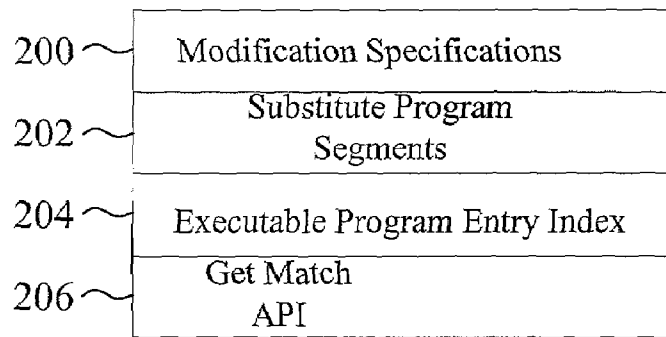 200 Modification Specifications
202 Substitute Program
Segments
204 Executable Program Entry Index
206 Get Match
API